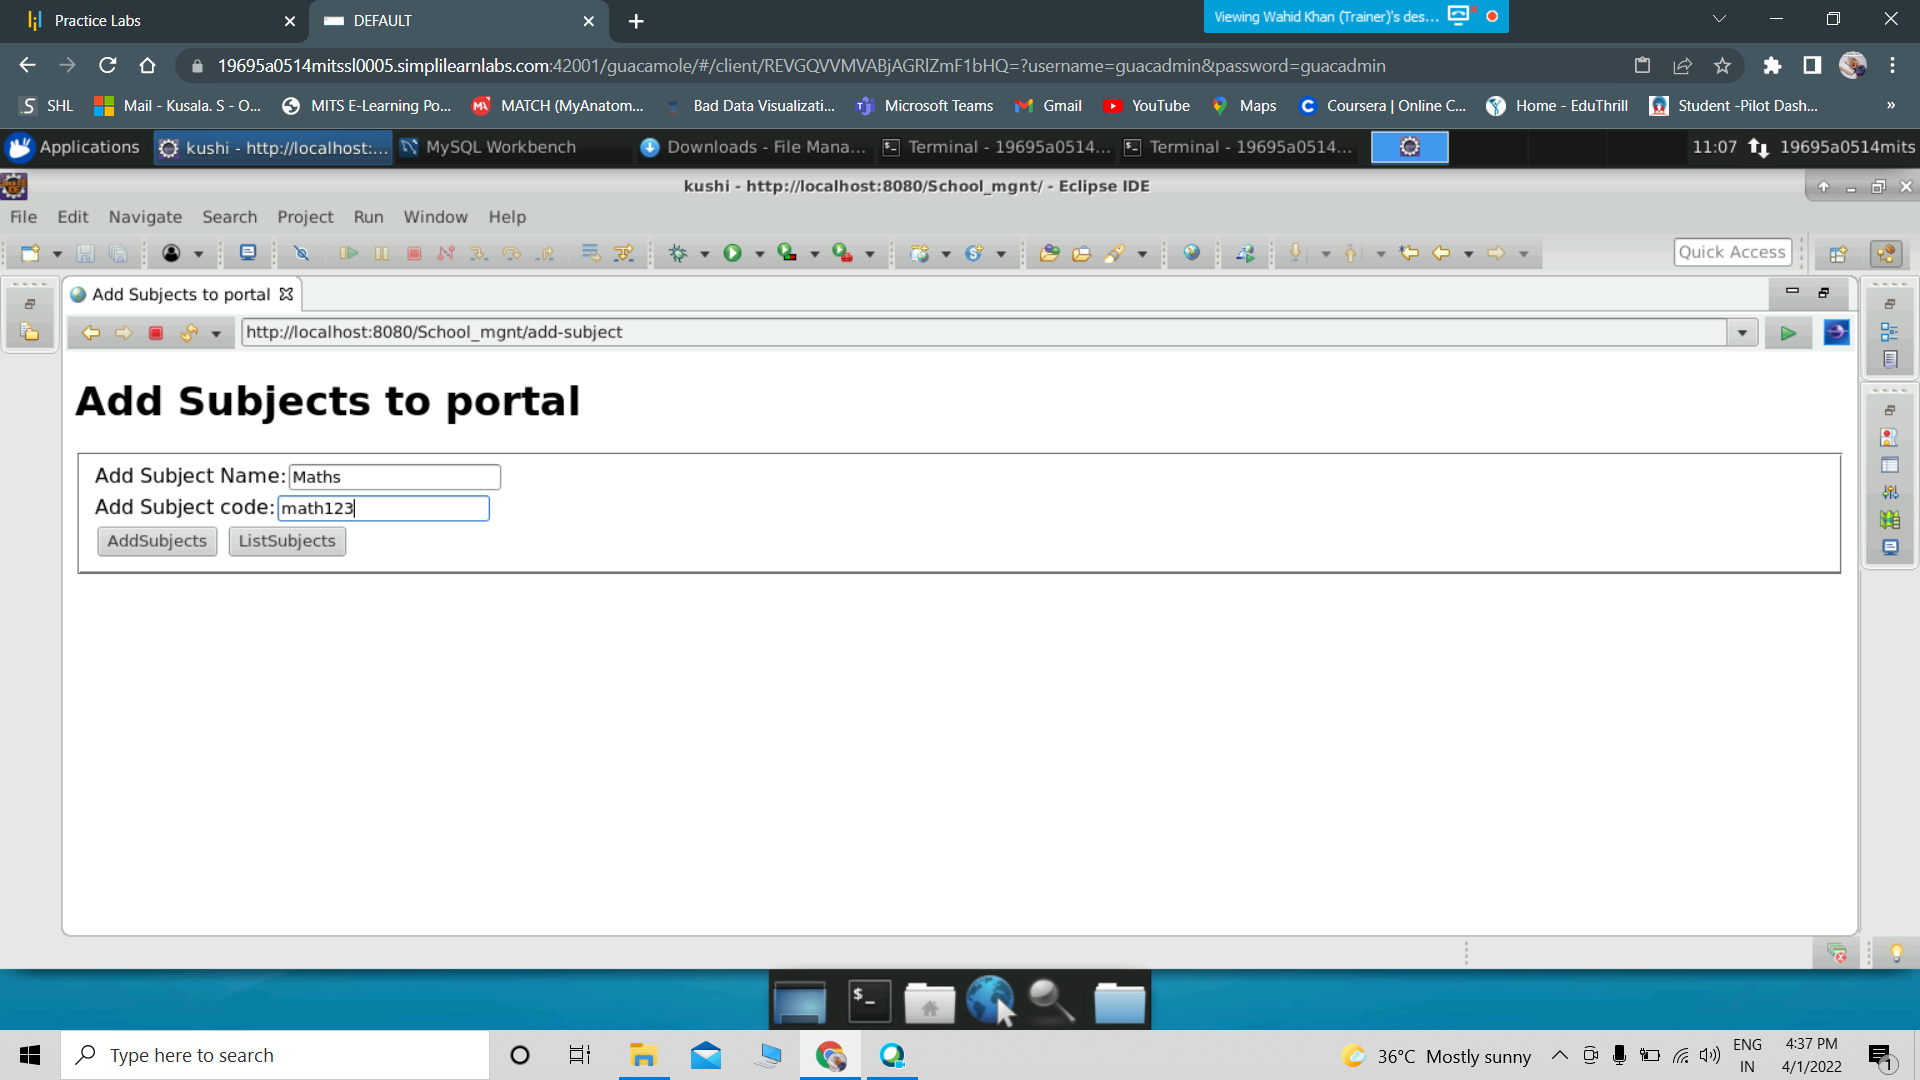 Practice Labs
DEFAULT
Viewing Wahid Khan (Trainer)'s des...
19695a0514mitssl0005.simplilearnlabs.com:42001/guacamole/#/client/REVGQVVMVABjAGRlZmF1bHQ=?username=guacadmin&password=guacadmin
SHL
Mail - Kusala. S - O...
MITS E-Learning Po...
MATCH (MyAnatom...
Bad Data Visualizati...
Microsoft Teams
Gmail
YouTube
Maps
Coursera | Online C...
Home - EduThrill
Student -Pilot Dash...
»
Applications
kushi - http://localhost:...
MySQL Workbench
Downloads - File Mana...
Terminal - 19695a0514...
Terminal - 19695a0514...
11:07
19695a0514mits
kushi - http://localhost:8080/School_mgnt/ - Eclipse IDE
File Edit Navigate Search Project Run Window Help
Quick Access
Add Subjects to portal
http://localhost:8080/School_mgnt/add-subject
Add Subjects to portal
Add Subject Name: Maths
Add Subject code: math123
AddSubjects ListSubjects
Type here to search
36°C Mostly sunny
ENG
IN
4:37 PM
4/1/2022
1